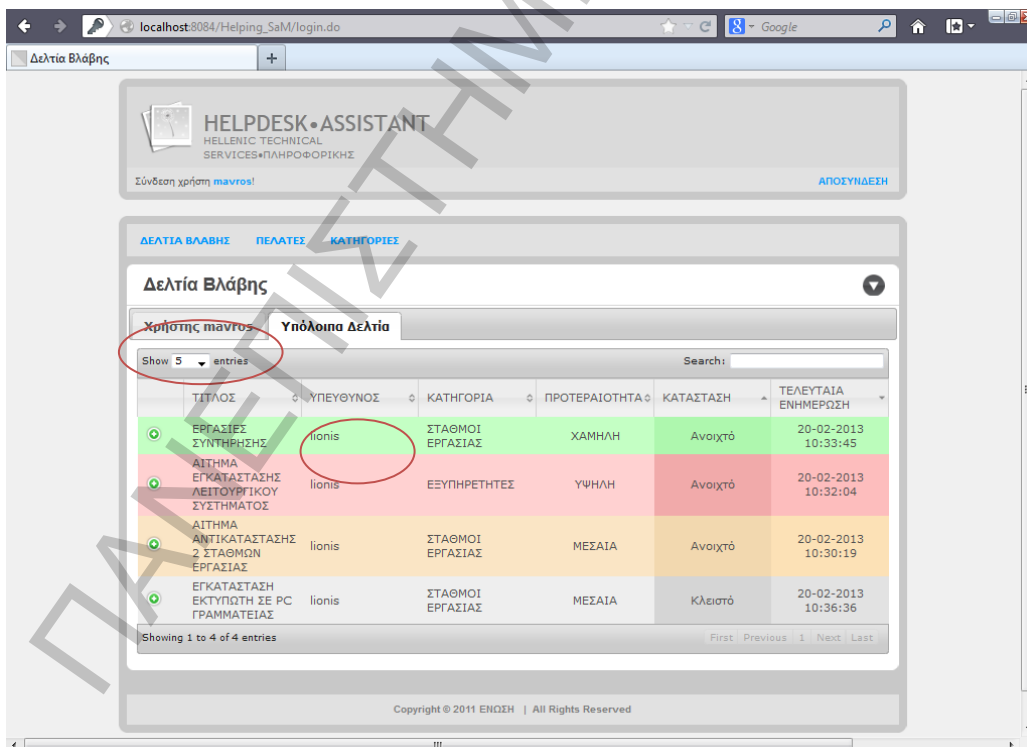 localhost:8084/Helping_SaM/login.do
Google
Δελτία Βλάβης
HELPDESK•ASSISTANT
HELLENIC TECHNICAL
SERVICES•ΠΛΗΡΟΦΟΡΙΚΗΣ
Σύνδεση χρήστη mavros! ΑΠΟΣΥΝΔΕΣΗ
ΔΕΛΤΙΑ ΒΛΑΒΗΣ ΠΕΛΑΤΕΣ ΚΑΤΗΓΟΡΙΕΣ
Δελτία Βλάβης
Χρήστης mavros Υπόλοιπα Δελτία
Show 5 entries Search:
ΤΙΤΛΟΣ ΥΠΕΥΘΥΝΟΣ ΚΑΤΗΓΟΡΙΑ ΠΡΟΤΕΡΑΙΟΤΗΤΑ ΚΑΤΑΣΤΑΣΗ ΤΕΛΕΥΤΑΙΑ
ΕΝΗΜΕΡΩΣΗ
ΕΡΓΑΣΙΕΣ
ΣΥΝΤΗΡΗΣΗΣ
lionis
ΣΤΑΘΜΟΙ
ΕΡΓΑΣΙΑΣ
ΧΑΜΗΛΗ
Ανοιχτό
20-02-2013
10:33:45
ΑΙΤΗΜΑ
ΕΓΚΑΤΑΣΤΑΣΗΣ
ΛΕΙΤΟΥΡΓΙΚΟΥ
ΣΥΣΤΗΜΑΤΟΣ
lionis
ΕΞΥΠΗΡΕΤΗΤΕΣ
ΥΨΗΛΗ
Ανοιχτό
20-02-2013
10:32:04
ΑΙΤΗΜΑ
ΑΝΤΙΚΑΤΑΣΤΑΣΗΣ
2 ΣΤΑΘΜΩΝ
ΕΡΓΑΣΙΑΣ
lionis
ΣΤΑΘΜΟΙ
ΕΡΓΑΣΙΑΣ
ΜΕΣΑΙΑ
Ανοιχτό
20-02-2013
10:30:19
ΕΓΚΑΤΑΣΤΑΣΗ
ΕΚΤΥΠΩΤΗ ΣΕ PC
ΓΡΑΜΜΑΤΕΙΑΣ
lionis
ΣΤΑΘΜΟΙ
ΕΡΓΑΣΙΑΣ
ΜΕΣΑΙΑ
Κλειστό
20-02-2013
10:36:36
Showing 1 to 4 of 4 entries First Previous 1 Next Last
Copyright © 2011 ΕΝΩΣΗ | All Rights Reserved